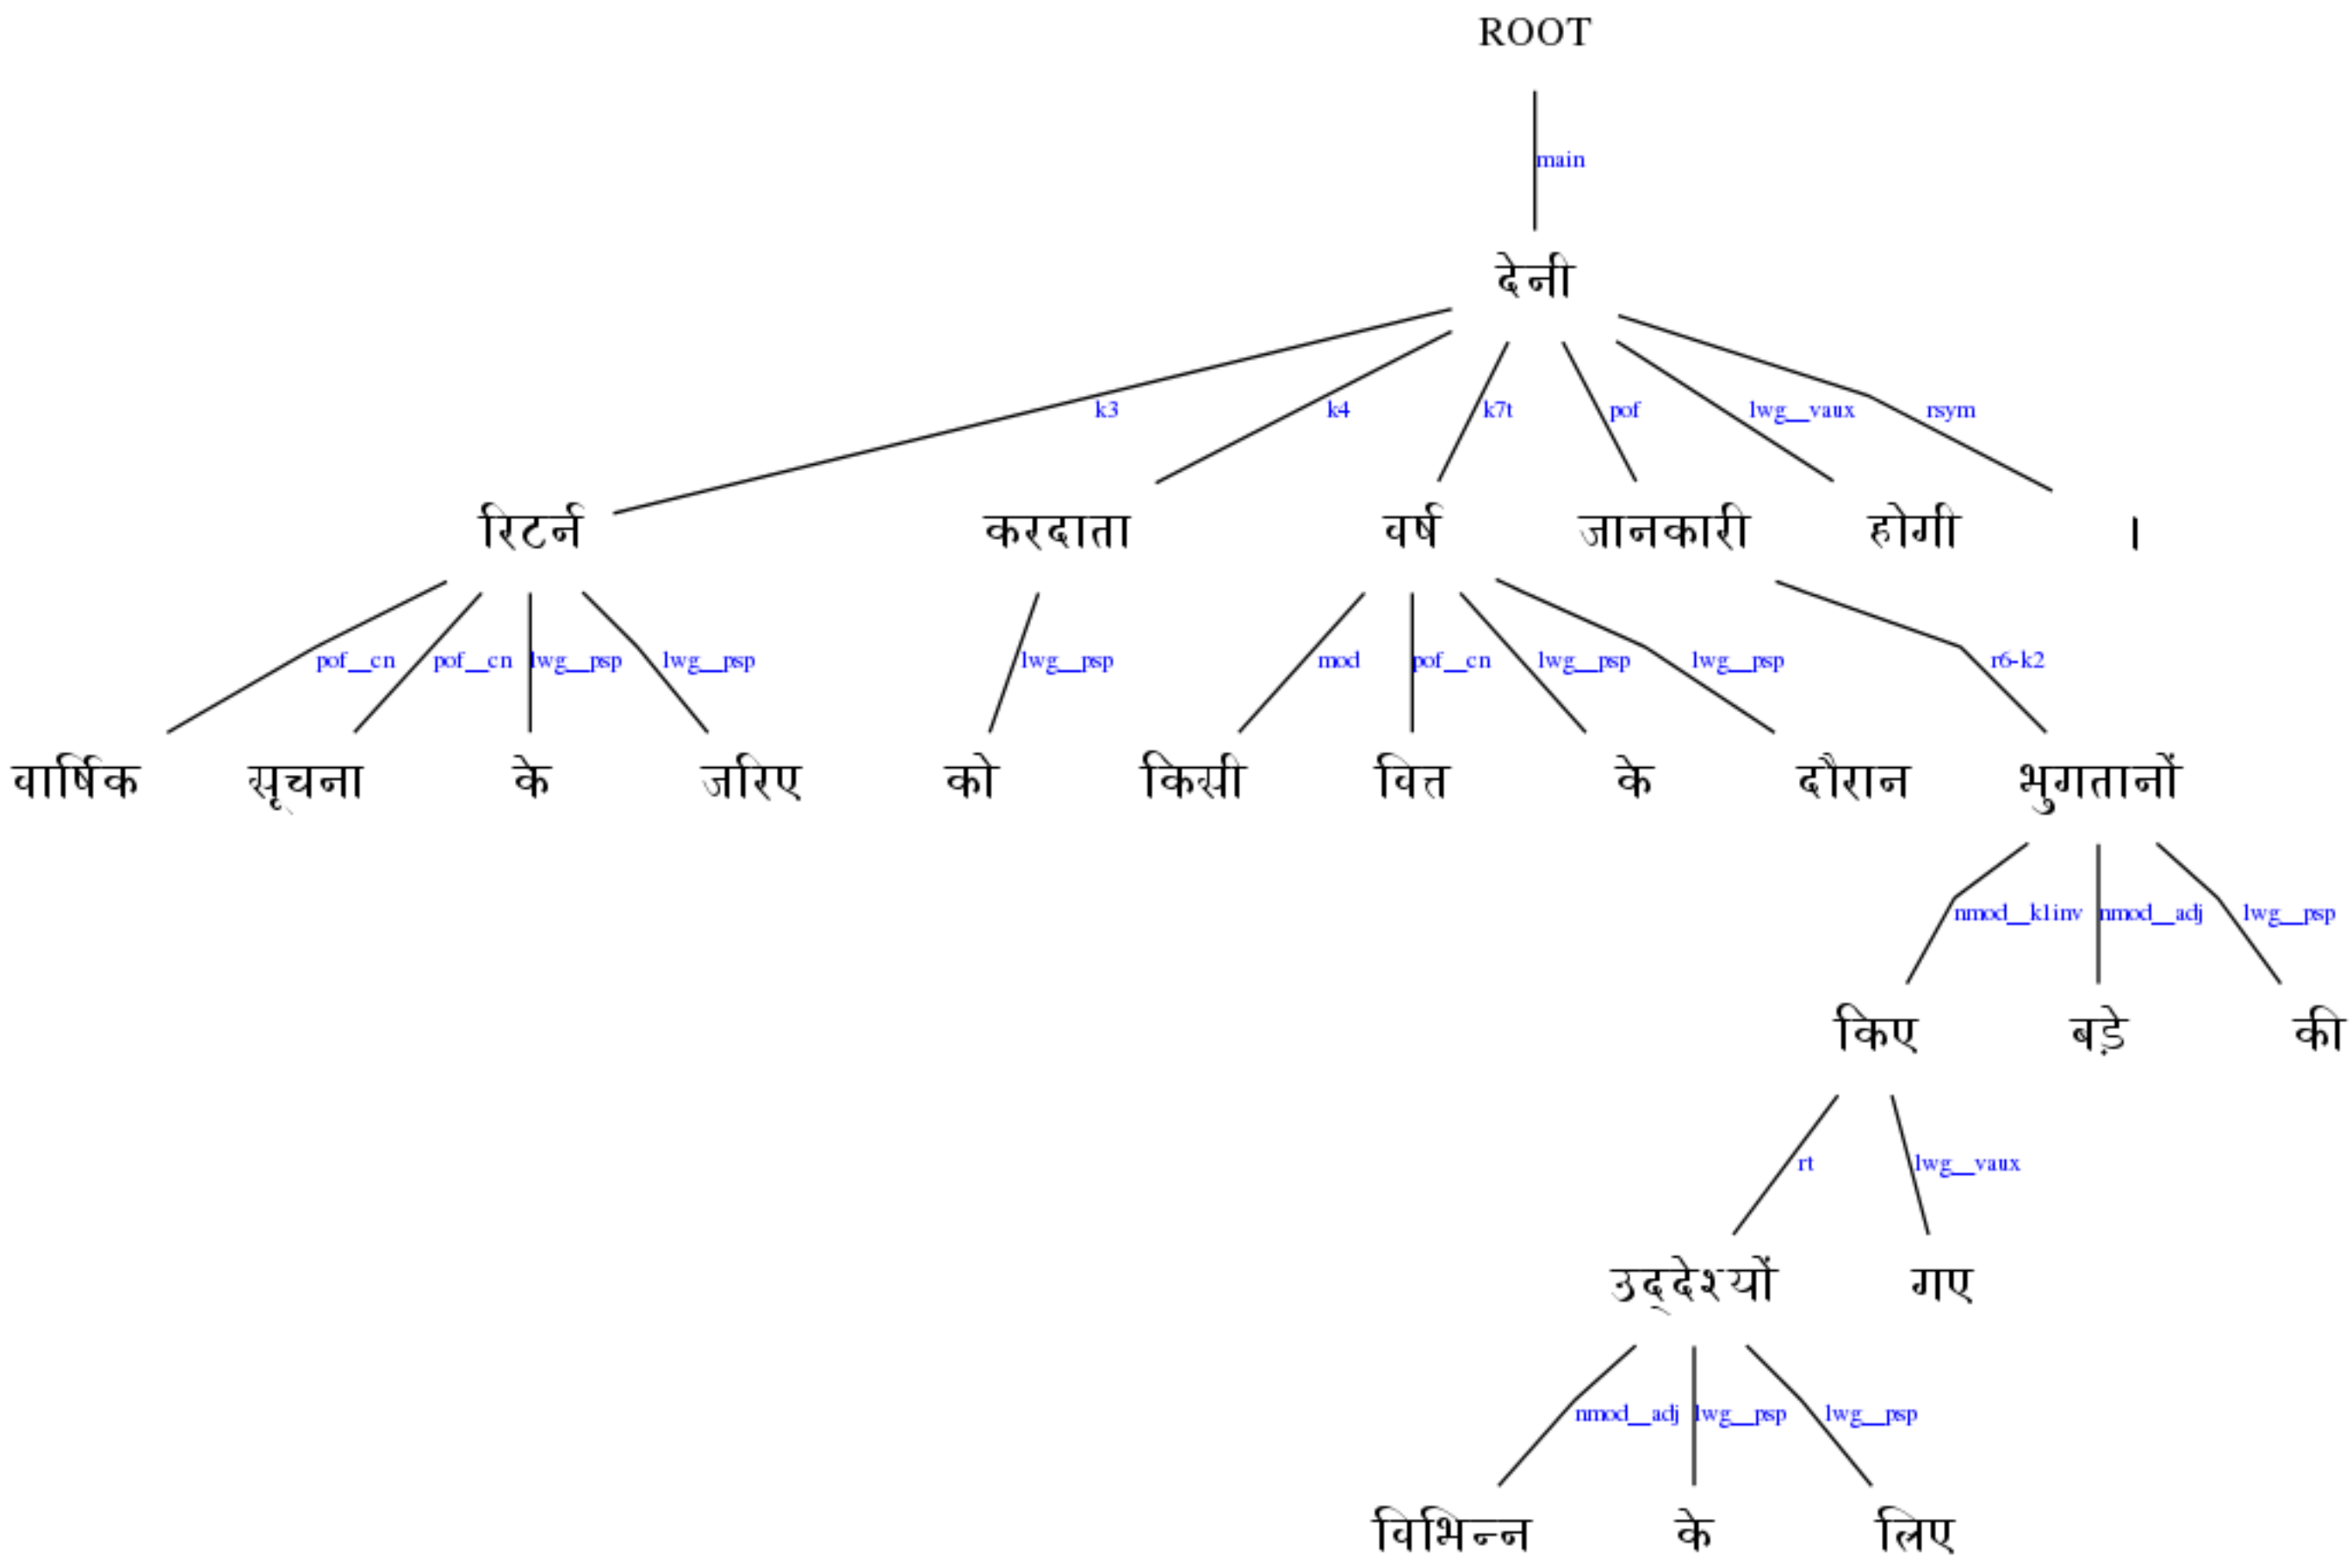 ROOT
main
देनी
k3 k4 k7t pof lwg__vaux rsym
रिटर्न करदाता वर्ष जानकारी होगी ।
pof__cn pof__cn lwg__psp lwg__psp lwg__psp mod pof__cn lwg__psp lwg__psp r6-k2
वार्षिक सूचना के जरिए को किसी वित्त के दौरान भुगतानों
nmod__k1inv nmod__adj lwg__psp
किए बड़े की
rt lwg__vaux
उद्देश्यों गए
nmod__adj lwg__psp lwg__psp
विभिन्न के लिए